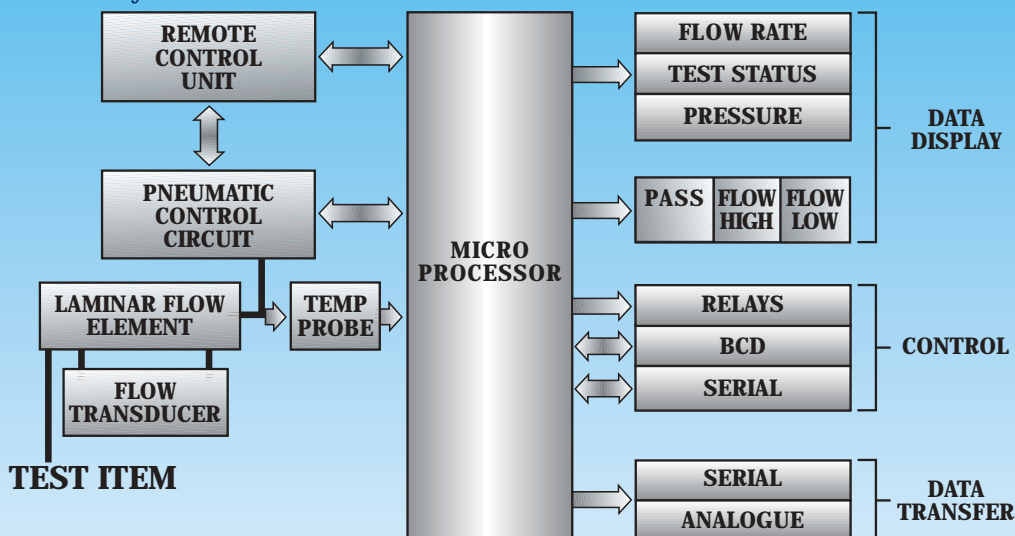 REMOTE
CONTROL
UNIT
PNEUMATIC
CONTROL
CIRCUIT
LAMINAR FLOW
ELEMENT
TEMP
PROBE
FLOW
TRANSDUCER
TEST ITEM
MICRO
PROCESSOR
FLOW RATE
TEST STATUS
PRESSURE
DATA
DISPLAY
PASS
FLOW
HIGH
FLOW
LOW
RELAYS
BCD
SERIAL
CONTROL
SERIAL
ANALOGUE
DATA
TRANSFER